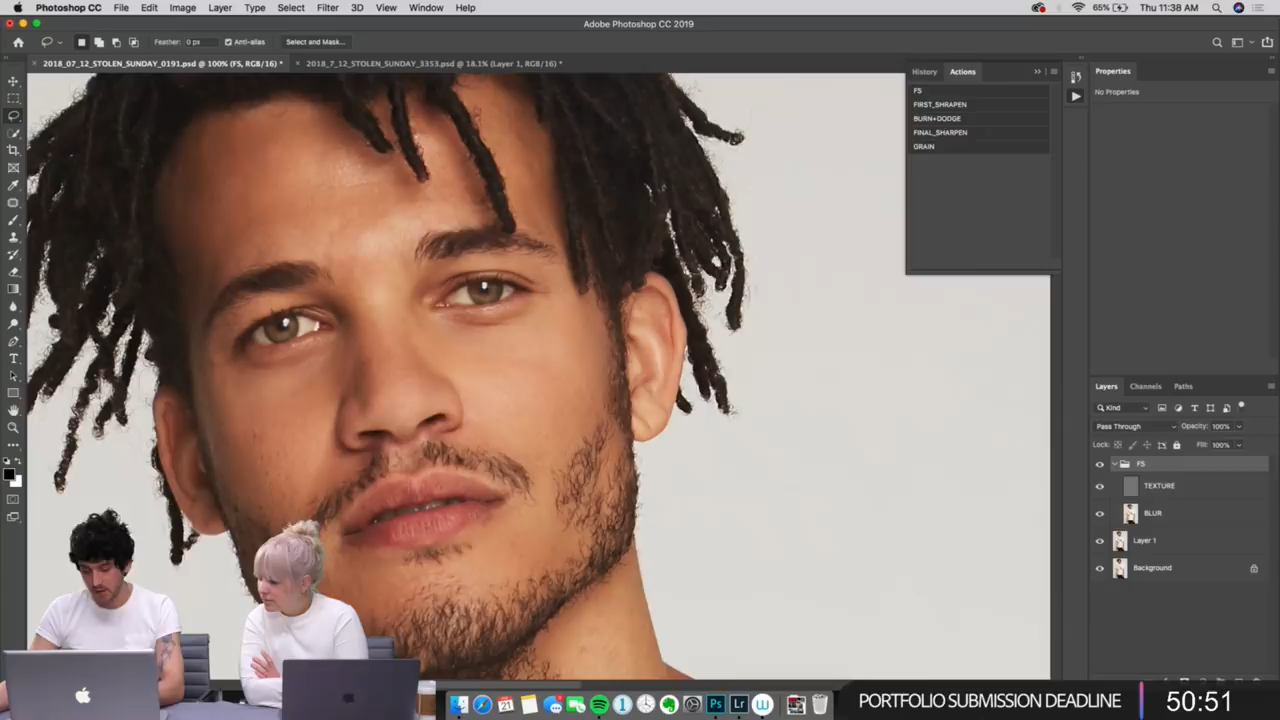 Photoshop CC File Edit Image Layer Type Select Filter 3D View Window Help 65% Thu 11:38 AM
Adobe Photoshop CC 2019
Feather: 0 px Anti-alias Select and Mask...
2018_07_12_STOLEN_SUNDAY_0191.psd @ 100% (FS, RGB/16) * 2018_7_12_STOLEN_SUNDAY_3353.psd @ 18.1% (Layer 1, RGB/16) *
History Actions
FS
FIRST_SHRAPEN
BURN+DODGE
FINAL_SHARPEN
GRAIN
Properties
No Properties
Layers Channels Paths
Kind
Pass Through Opacity: 100%
Lock: Fill: 100%
FS
TEXTURE
BLUR
Layer 1
Background
PORTFOLIO SUBMISSION DEADLINE 50:51